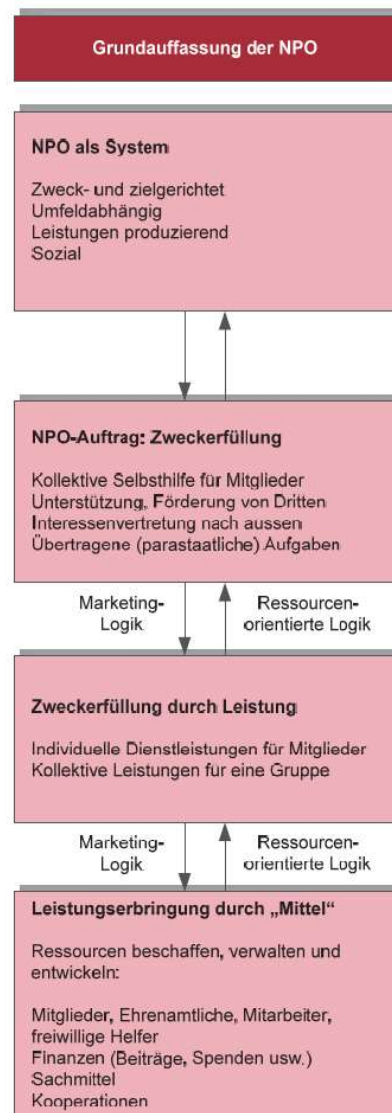 Grundauffassung der NPO
NPO als System
Zweck- und zielgerichtet
Umfeldabhängig
Leistungen produzierend
Sozial
NPO-Auftrag: Zweckerfüllung
Kollektive Selbsthilfe für Mitglieder
Unterstützung, Förderung von Dritten
Interessenvertretung nach aussen
Übertragene (parastaatliche) Aufgaben
Marketing-
Logik
Ressourcen-
orientierte Logik
Zweckerfüllung durch Leistung
Individuelle Dienstleistungen für Mitglieder
Kollektive Leistungen für eine Gruppe
Marketing-
Logik
Ressourcen-
orientierte Logik
Leistungserbringung durch „Mittel“
Ressourcen beschaffen, verwalten und
entwickeln:
Mitglieder, Ehrenamtliche, Mitarbeiter,
freiwillige Helfer
Finanzen (Beiträge, Spenden usw.)
Sachmittel
Kooperationen